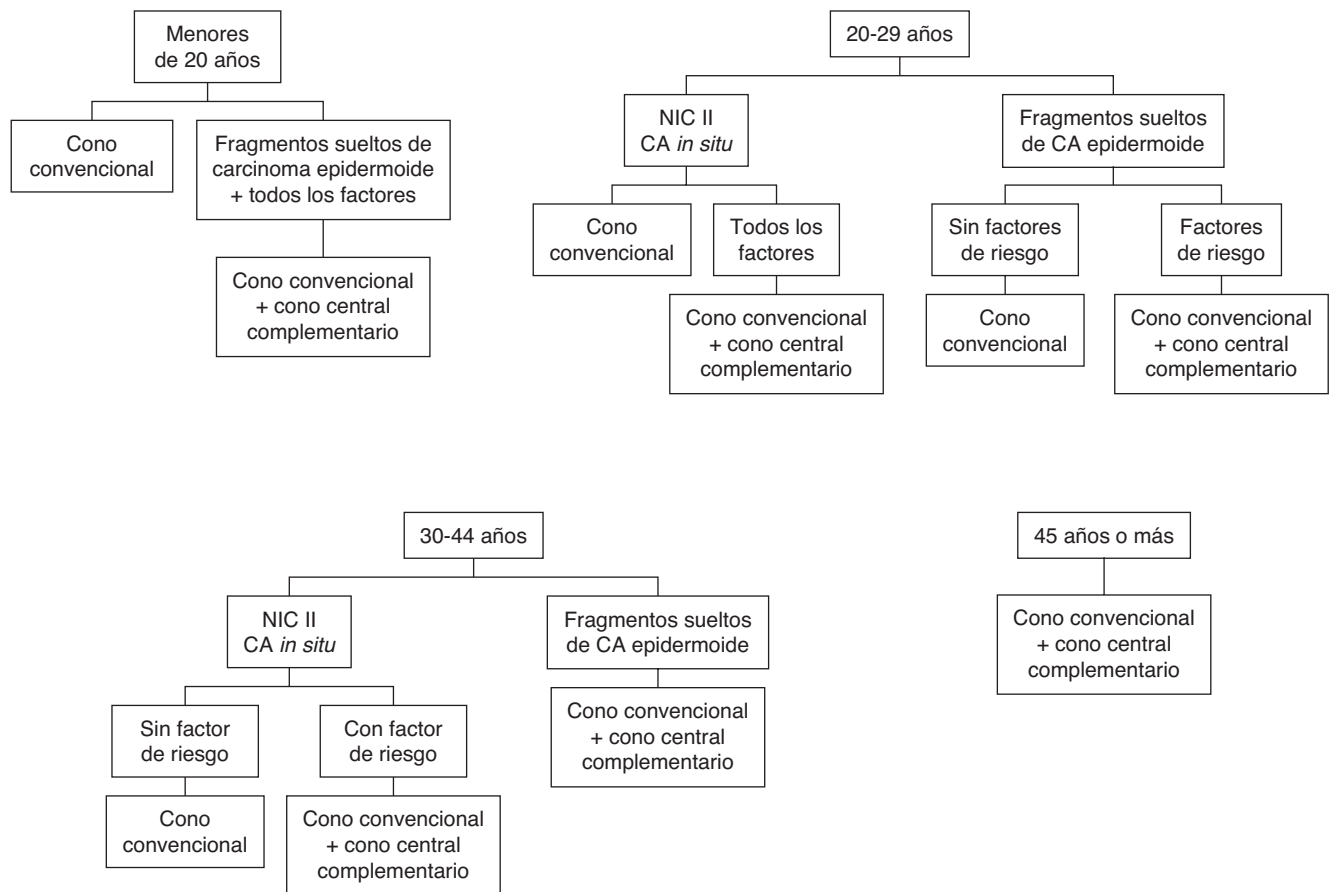 Menores
de 20 años
Cono
convencional
Fragmentos sueltos de
carcinoma epidermoide
+ todos los factores
Cono convencional
+ cono central
complementario
20-29 años
NIC II
CA in situ
Cono
convencional
Todos los
factores
Cono convencional
+ cono central
complementario
Fragmentos sueltos
de CA epidermoide
Sin factores
de riesgo
Cono
convencional
Factores
de riesgo
Cono convencional
+ cono central
complementario
30-44 años
NIC II
CA in situ
Sin factor
de riesgo
Cono
convencional
Con factor
de riesgo
Cono convencional
+ cono central
complementario
Fragmentos sueltos
de CA epidermoide
Cono convencional
+ cono central
complementario
45 años o más
Cono convencional
+ cono central
complementario